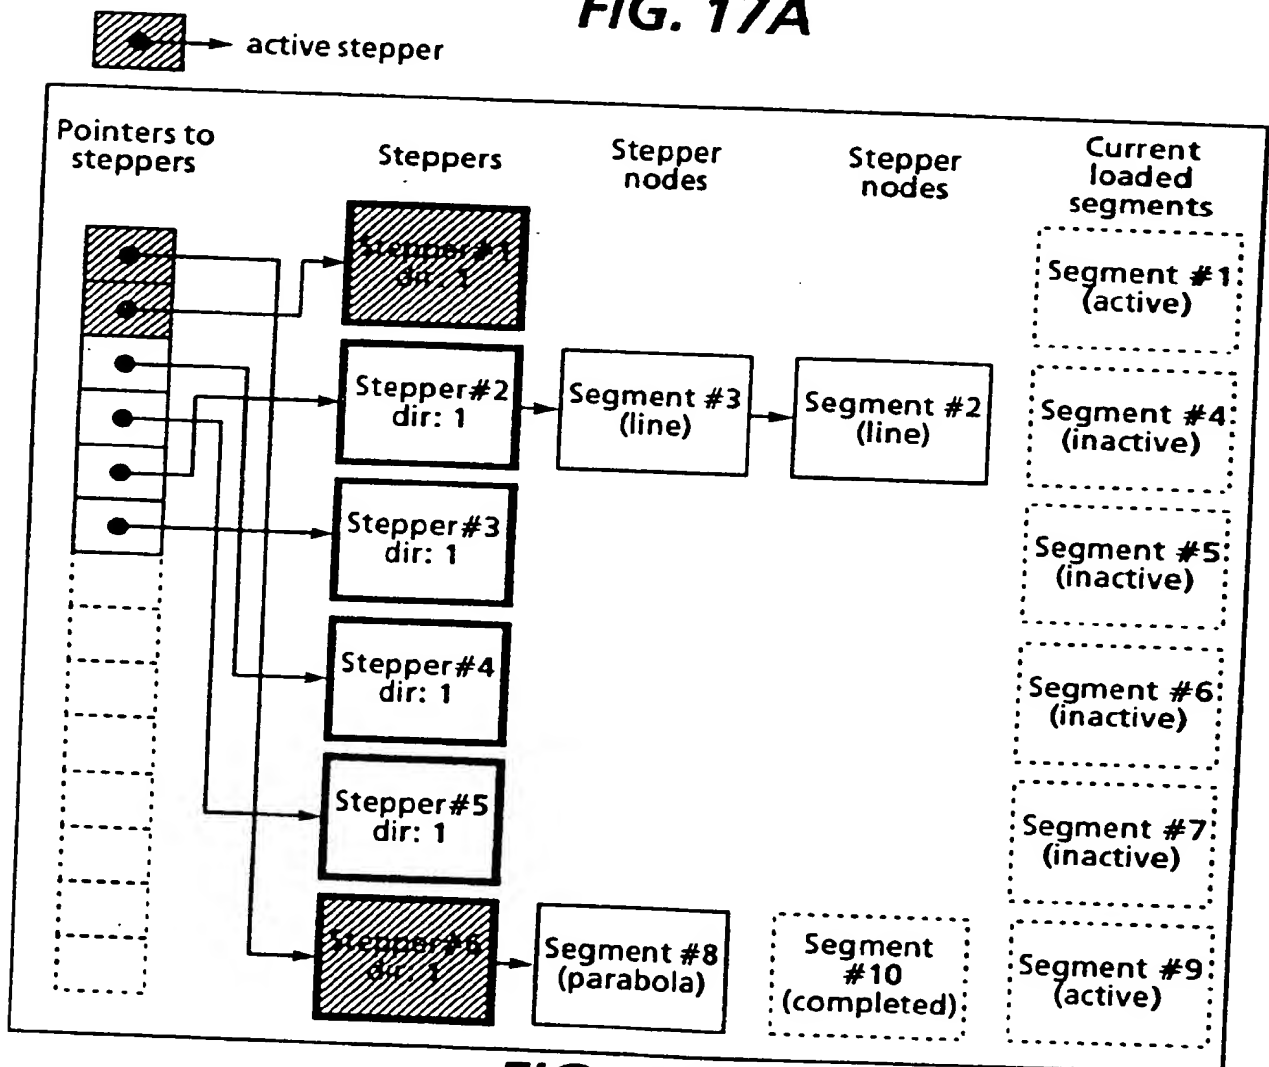 FIG. 17A
active stepper
Pointers to
steppers
Steppers
Stepper
nodes
Stepper
nodes
Current
loaded
segments
Stepper#1
dir: 1
Segment #1
(active)
Stepper#2
dir: 1
Segment #3
(line)
Segment #2
(line)
Segment #4
(inactive)
Stepper#3
dir: 1
Segment #5
(inactive)
Stepper#4
dir: 1
Segment #6
(inactive)
Stepper#5
dir: 1
Segment #7
(inactive)
Stepper#6
dir: 1
Segment #8
(parabola)
Segment
#10
(completed)
Segment #9
(active)